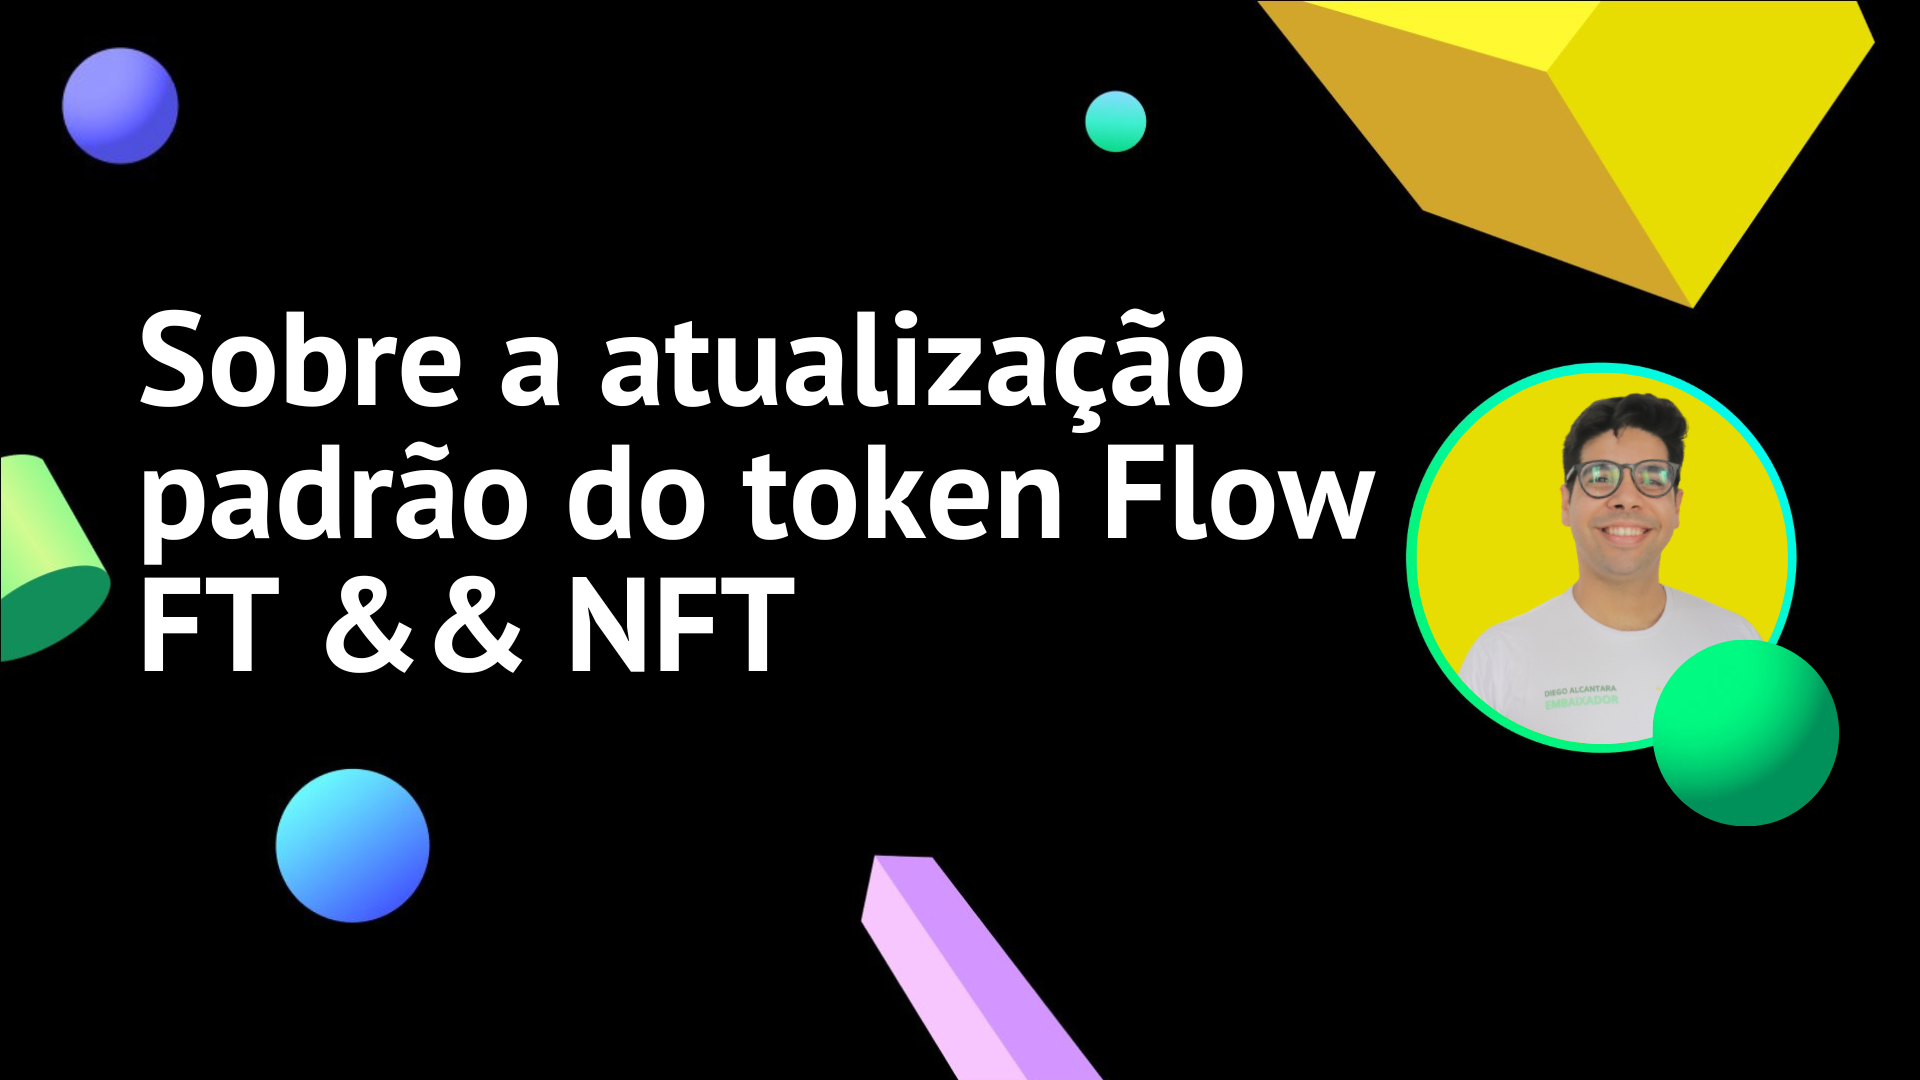 Sobre a atualização
padrão do token Flow
FT && NFT
DIEGO ALCANTARA
EMBAIXADOR